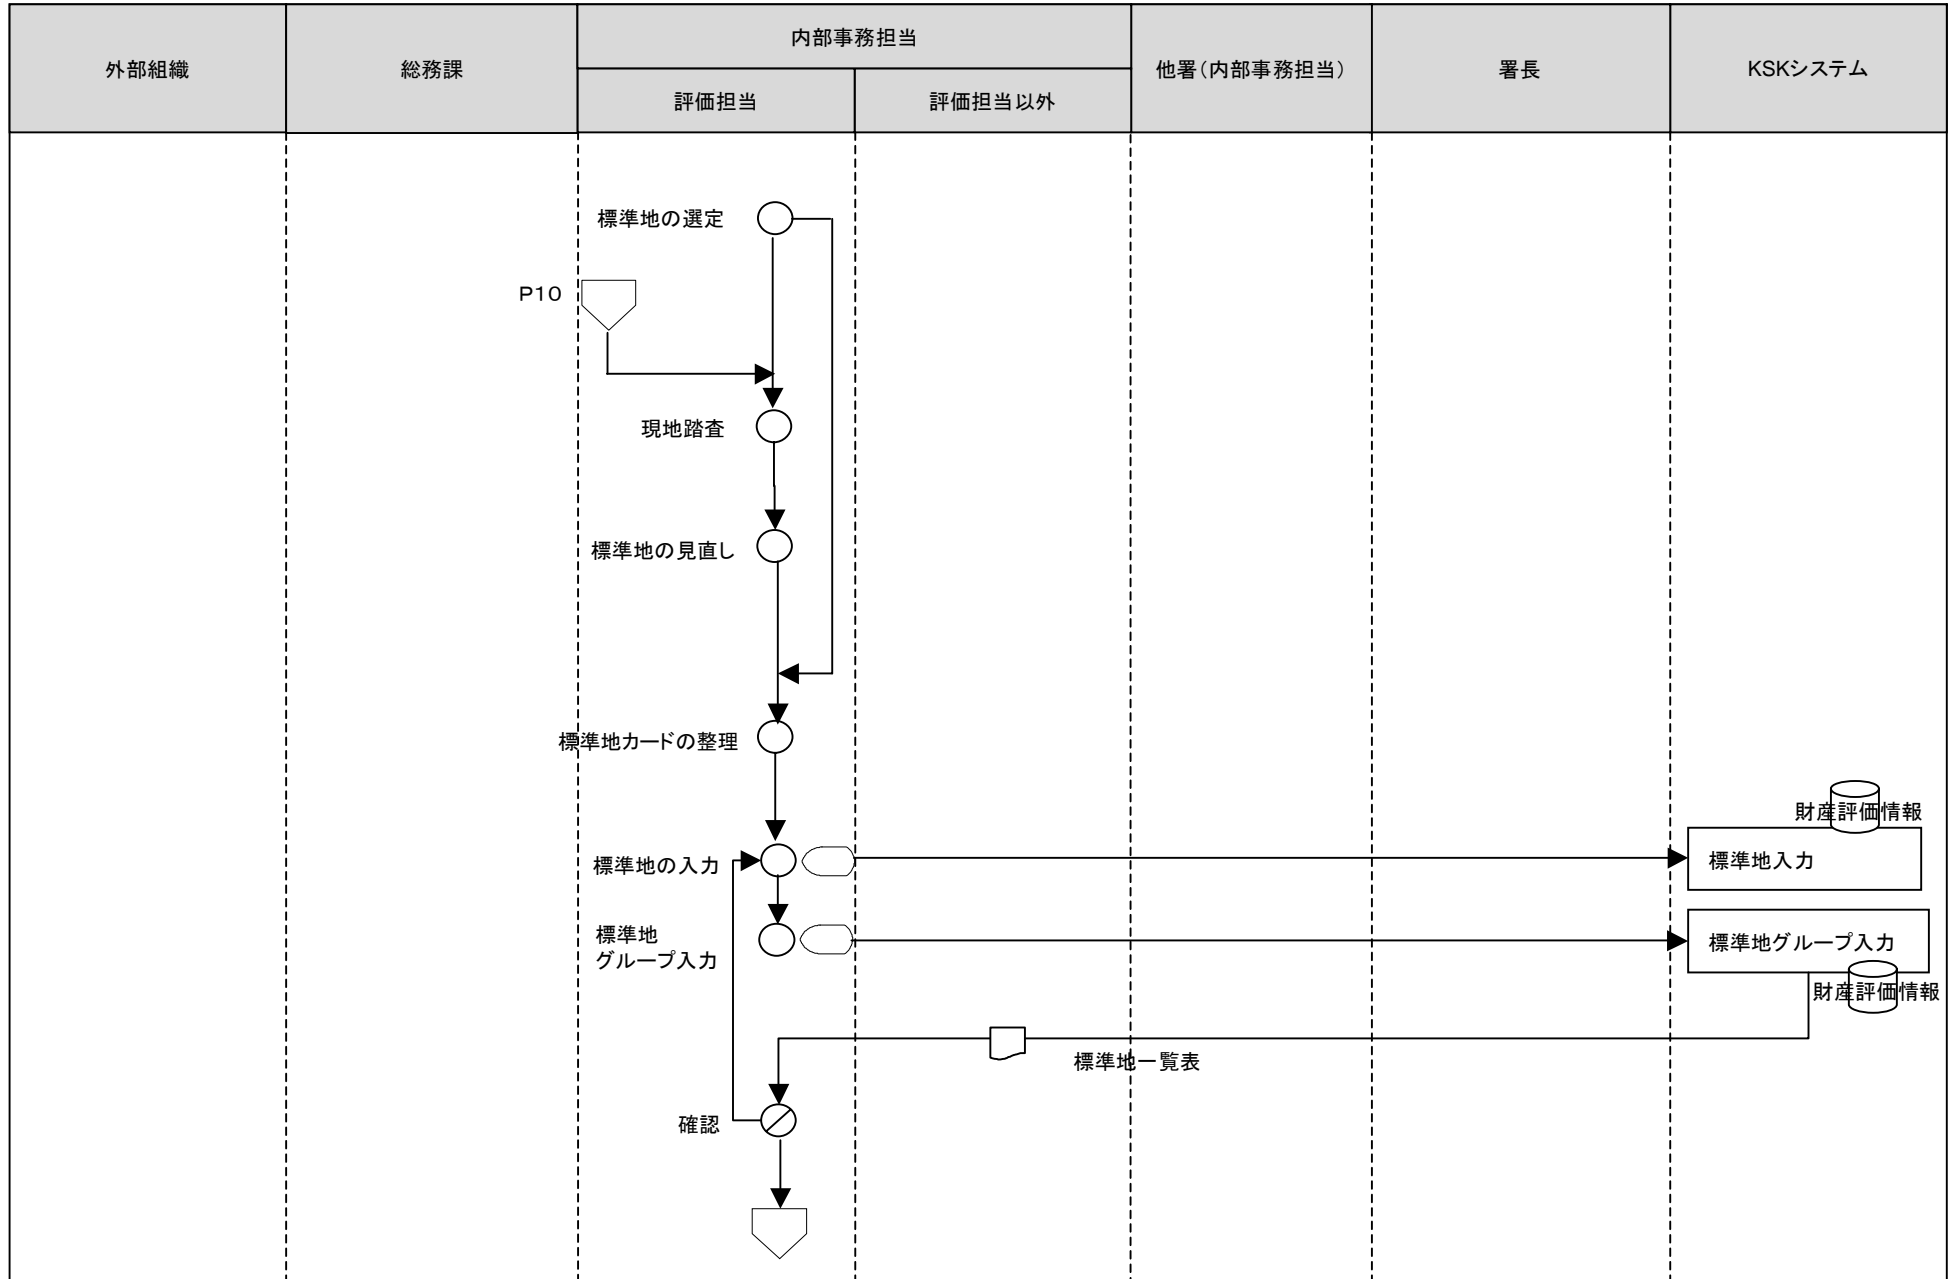 外部組織
総務課
内部事務担当
評価担当
評価担当以外
他署(内部事務担当)
署長
KSKシステム
標準地の選定
P10
現地踏査
標準地の見直し
標準地カードの整理
財産評価情報
標準地の入力
標準地入力
標準地
グループ入力
標準地グループ入力
財産評価情報
標準地一覧表
確認